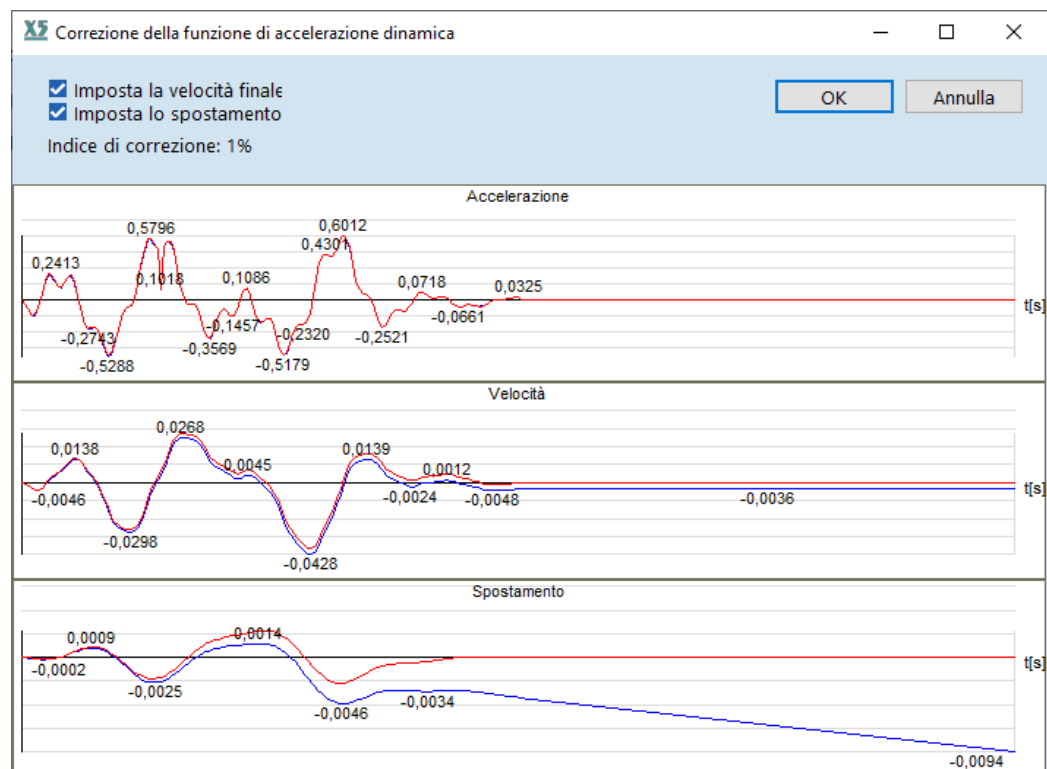 X5 Correzione della funzione di accelerazione dinamica
Imposta la velocità finale
OK
Annulla
Imposta lo spostamento
Indice di correzione: 1%
Accelerazione
0,5796
0,6012
0,4301
0,2413
0,1018
0,1086
0,0718
0,0325
t[s]
-0,2743
-0,1457
-0,2320
-0,0661
-0,3569
-0,2521
-0,5288
-0,5179
Velocità
0,0268
0,0138
0,0139
0,0045
0,0012
t[s]
-0,0046
-0,0024
-0,0048
-0,0036
-0,0298
-0,0428
Spostamento
0,0009
0,0014
t[s]
-0,0002
-0,0025
-0,0034
-0,0046
-0,0094